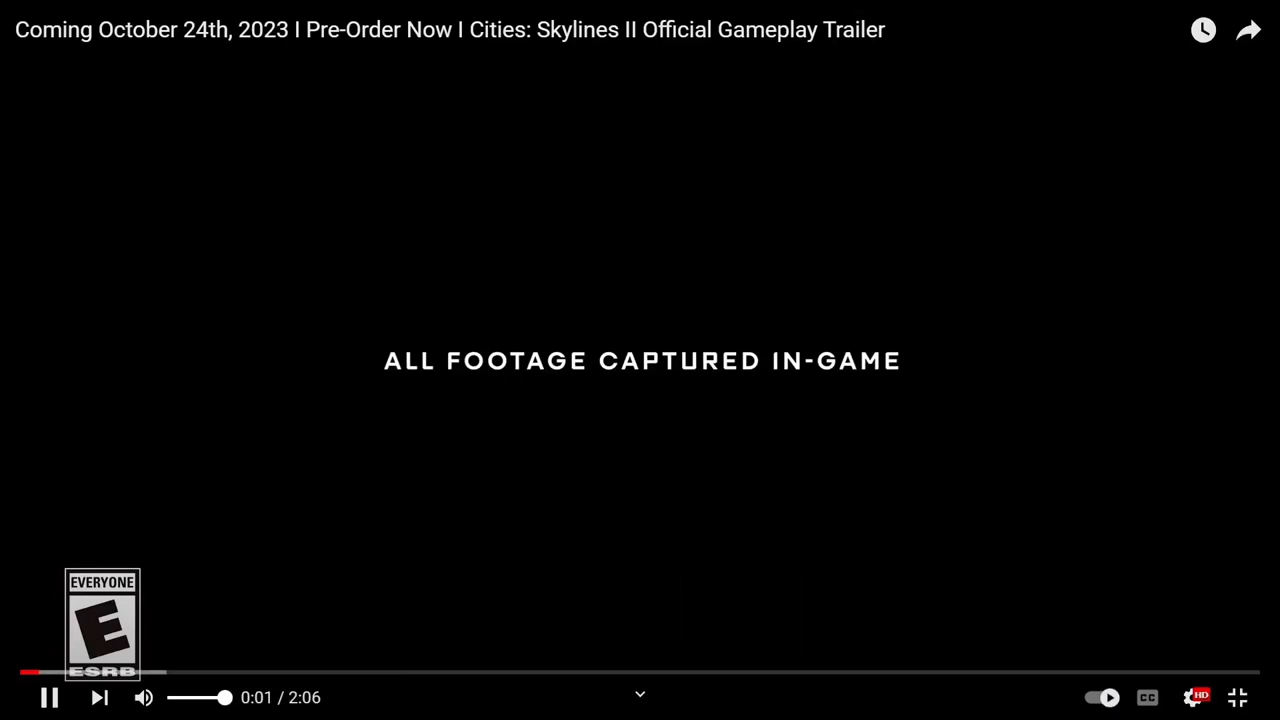 Coming October 24th, 2023 I Pre-Order Now I Cities: Skylines II Official Gameplay Trailer
ALL FOOTAGE CAPTURED IN-GAME
EVERYONE
E
ESRB
0:01 / 2:06
CC
HD